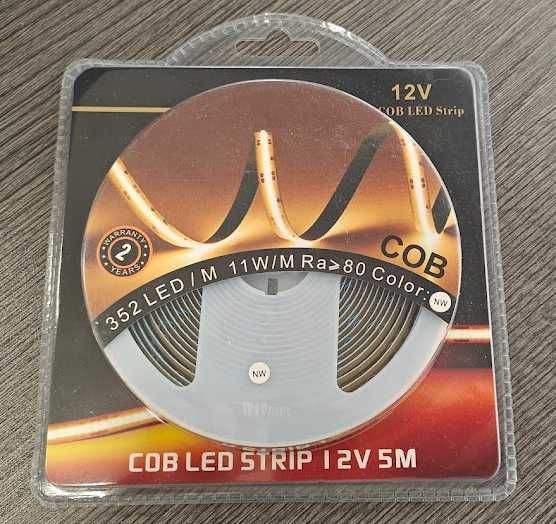 12V
COB LED Strip
WARRANTY
2
YEARS
COB
352 LED / M 11W/M Ra≥80 Color: NW
NW
W10mm
COB LED STRIP 12V 5M